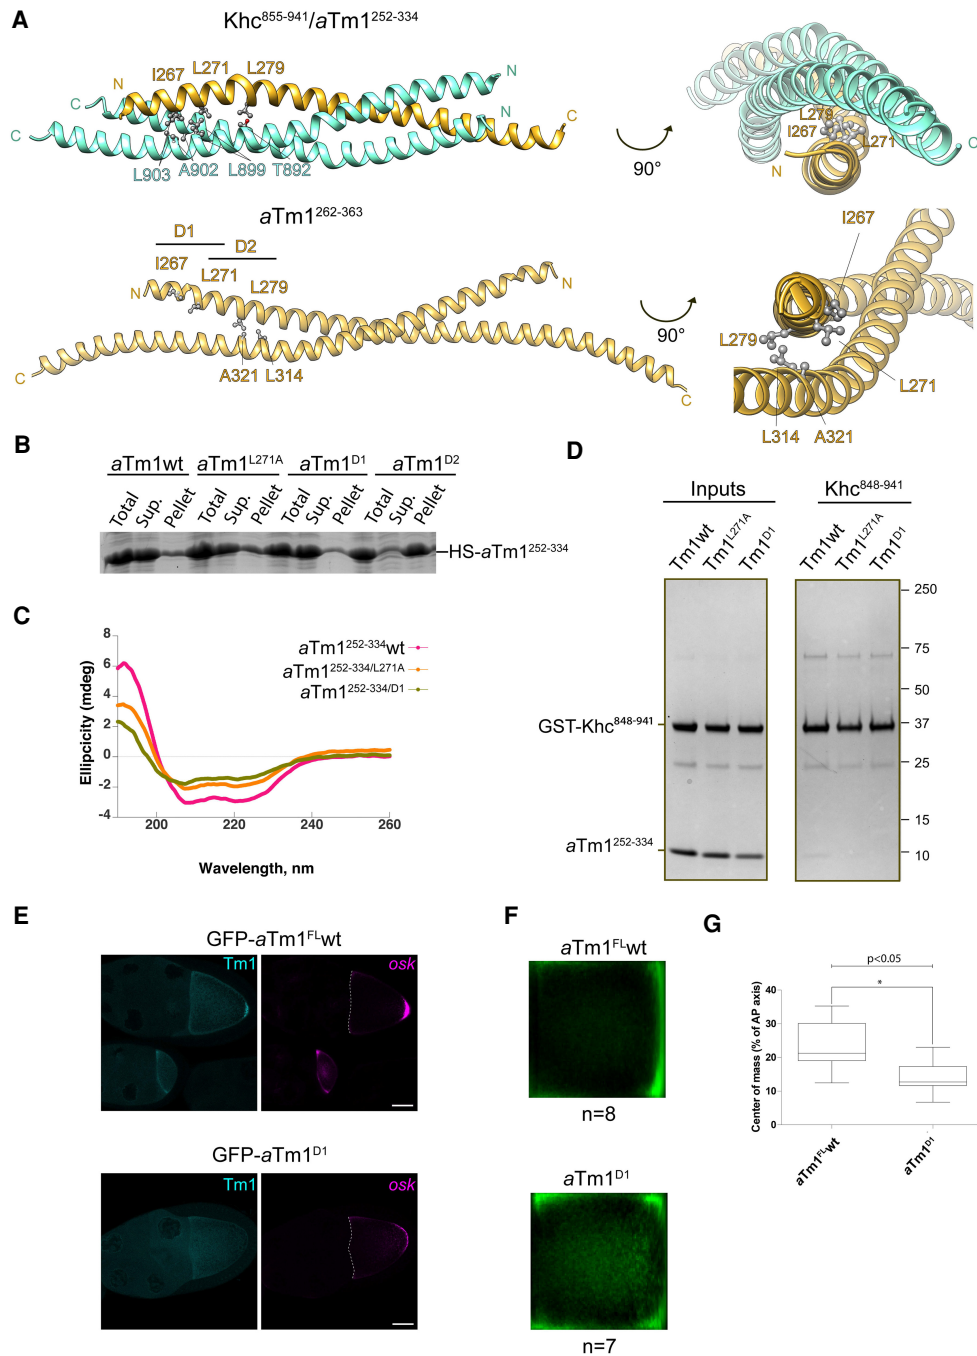 A
Khc855-941/aTm1252-334
I267 L271 L279
N
N
C
C
N
C
L903 A902 L899 T892
90°
L279
I267
L271
N
C
aTm1262-363
D1
D2
I267
L271
L279
N
N
C
C
A321 L314
90°
I267
L279
L271
L314 A321
B
aTm1wt aTm1L271A aTm1D1 aTm1D2
Total Sup. Pellet Total Sup. Pellet Total Sup. Pellet Total Sup. Pellet
HS-aTm1252-334
C
8
6
4
2
0
-2
-4
Ellipcicity (mdeg)
200 220 240 260
Wavelength, nm
aTm1252-334wt
aTm1252-334/L271A
aTm1252-334/D1
D
Inputs Khc848-941
Tm1wt Tm1L271A Tm1D1 Tm1wt Tm1L271A Tm1D1
250
75
50
37
25
15
10
GST-Khc848-941
aTm1252-334
E
GFP-aTm1FLwt
Tm1 osk
GFP-aTm1D1
Tm1 osk
F
aTm1FLwt
n=8
aTm1D1
n=7
G
p<0.05
*
40
30
20
10
0
Center of mass (% of AP axis)
aTm1FLwt aTm1D1